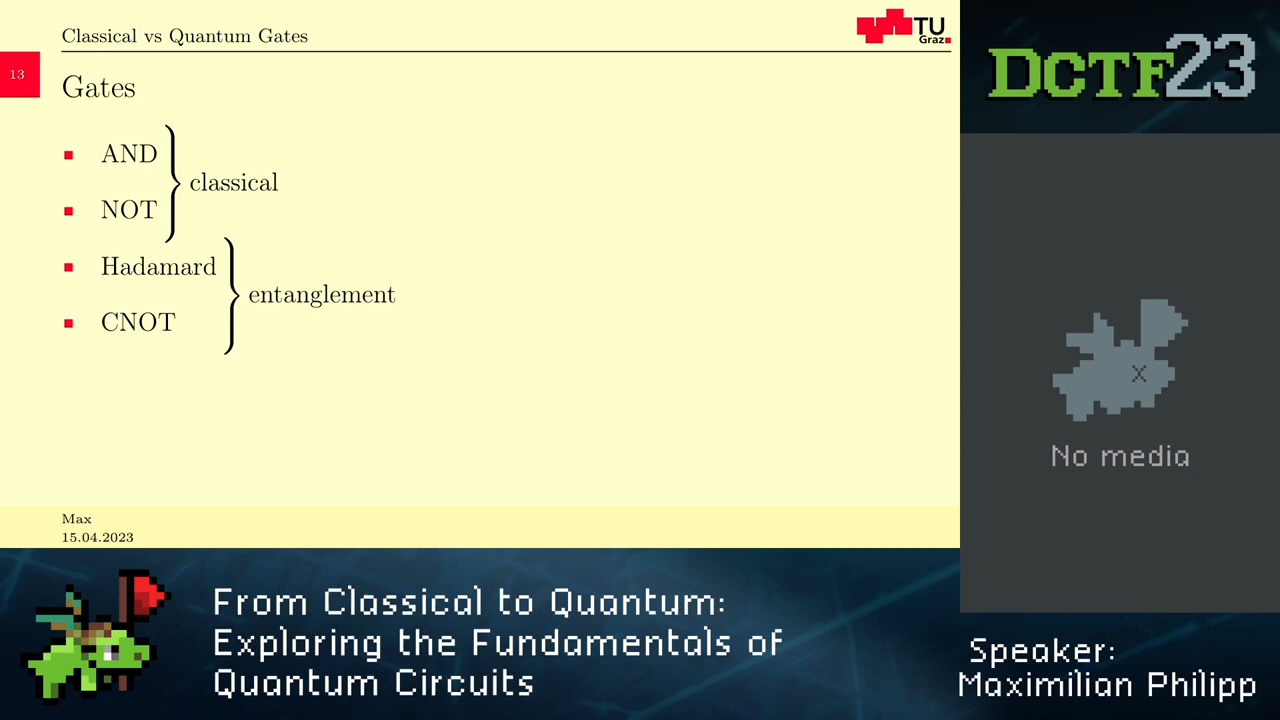 Classical vs Quantum Gates
TU
Graz
13
Gates
AND
NOT
classical
Hadamard
CNOT
entanglement
Max
15.04.2023
DCTF23
No media
From Classical to Quantum:
Exploring the Fundamentals of
Quantum Circuits
Speaker:
Maximilian Philipp